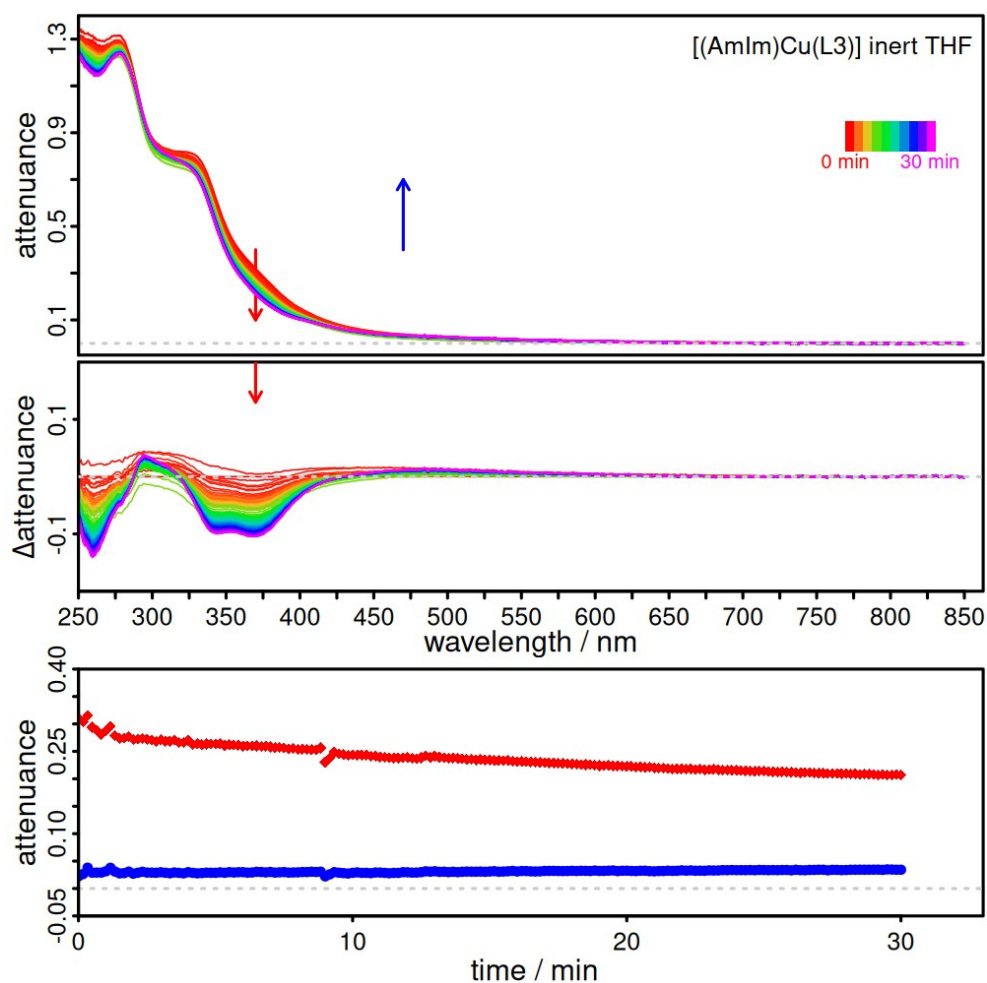 [(AmIm)Cu(L3)] inert THF
0 min 30 min
attenuance
1.3
0.9
0.5
0.1
Δattenuance
0.1
-0.1
250 300 350 400 450 500 550 600 650 700 750 800 850
wavelength / nm
attenuance
0.40
0.25
0.10
-0.05
0 10 20 30
time / min